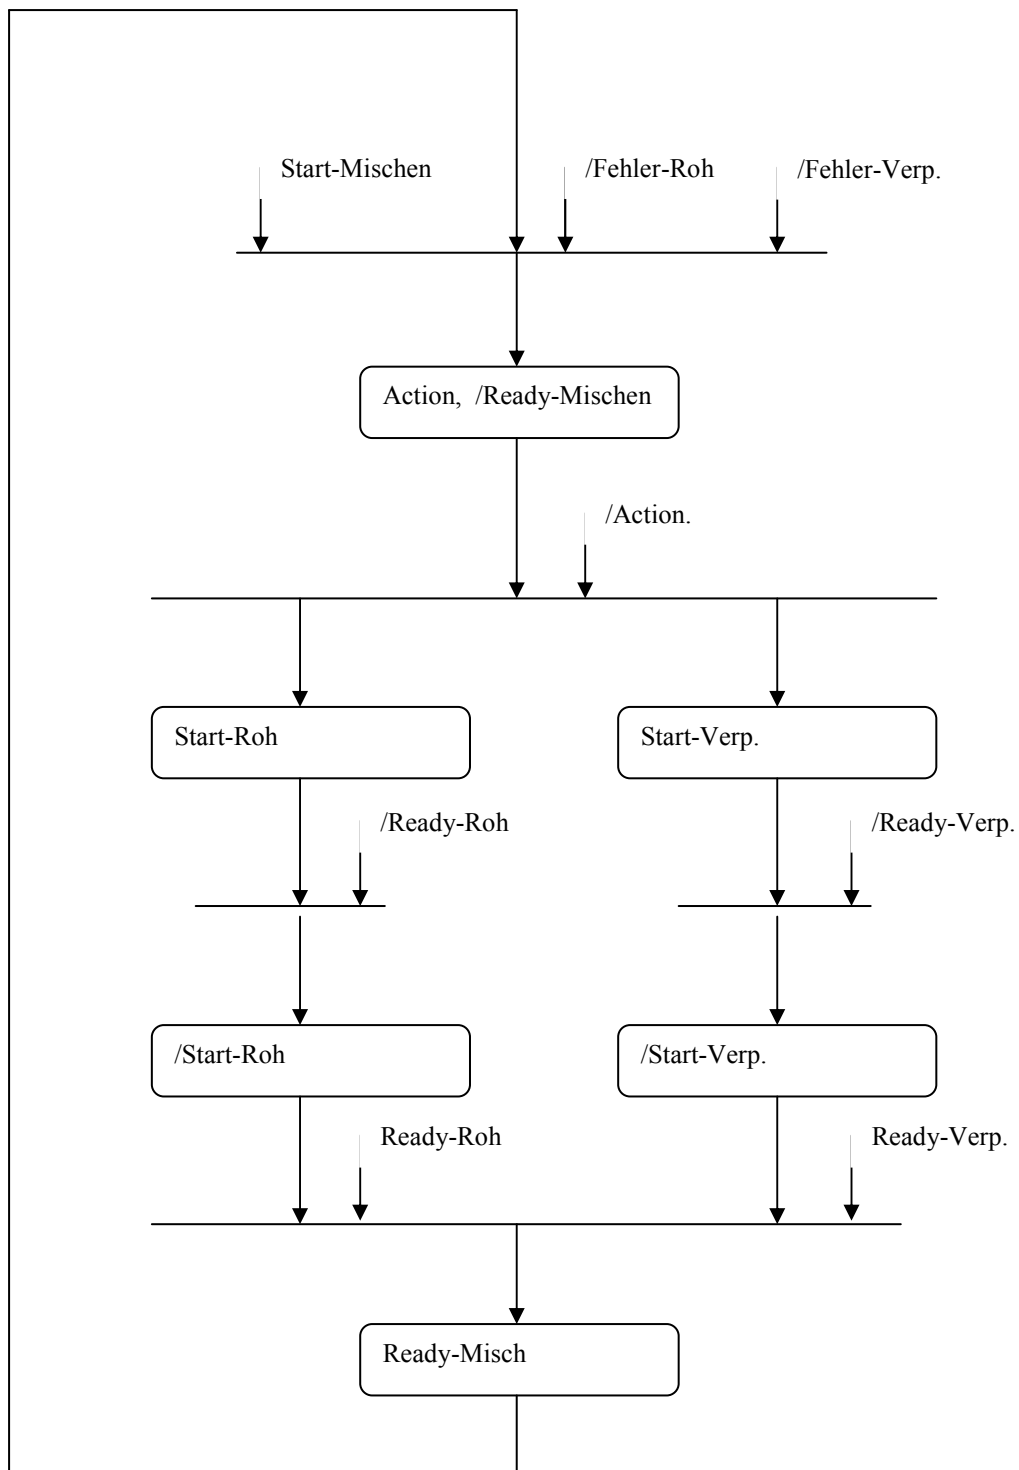 Start-Mischen
/Fehler-Roh
/Fehler-Verp.
Action, /Ready-Mischen
/Action.
Start-Roh
Start-Verp.
/Ready-Roh
/Ready-Verp.
/Start-Roh
/Start-Verp.
Ready-Roh
Ready-Verp.
Ready-Misch